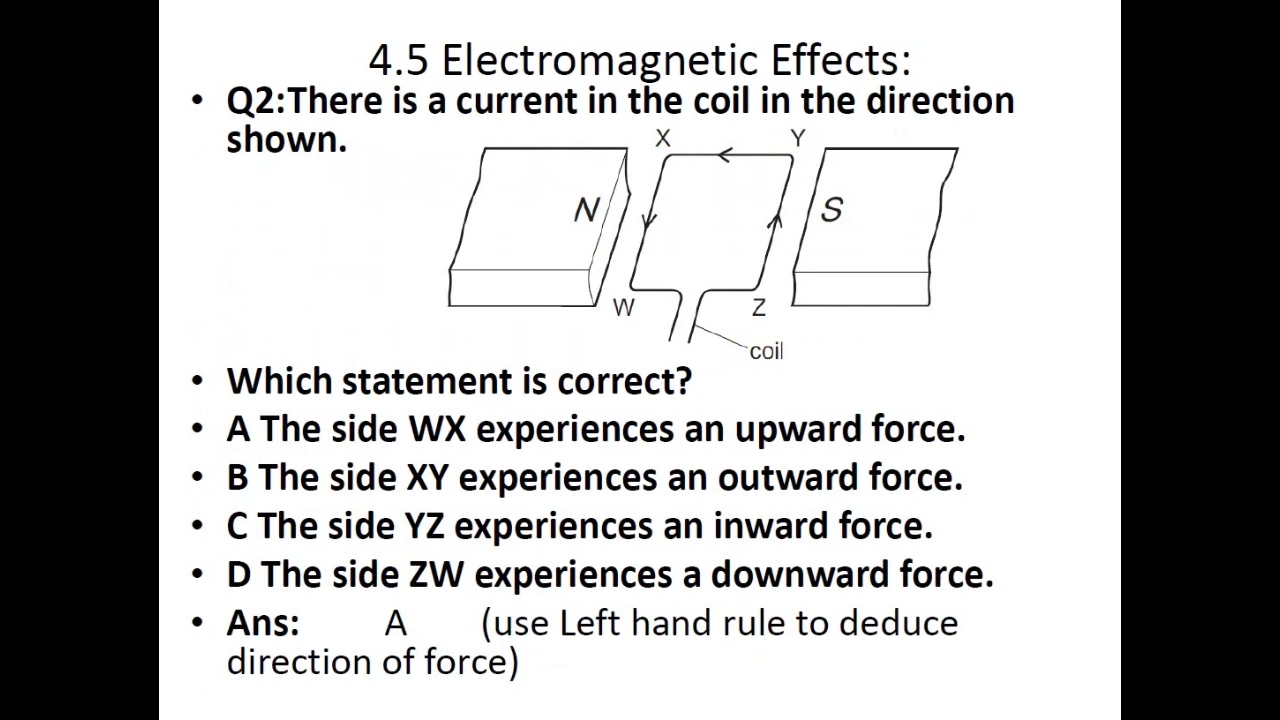 4.5 Electromagnetic Effects:
• Q2:There is a current in the coil in the direction
shown.
X Y
N S
W Z
coil
• Which statement is correct?
• A The side WX experiences an upward force.
• B The side XY experiences an outward force.
• C The side YZ experiences an inward force.
• D The side ZW experiences a downward force.
• Ans: A (use Left hand rule to deduce
direction of force)